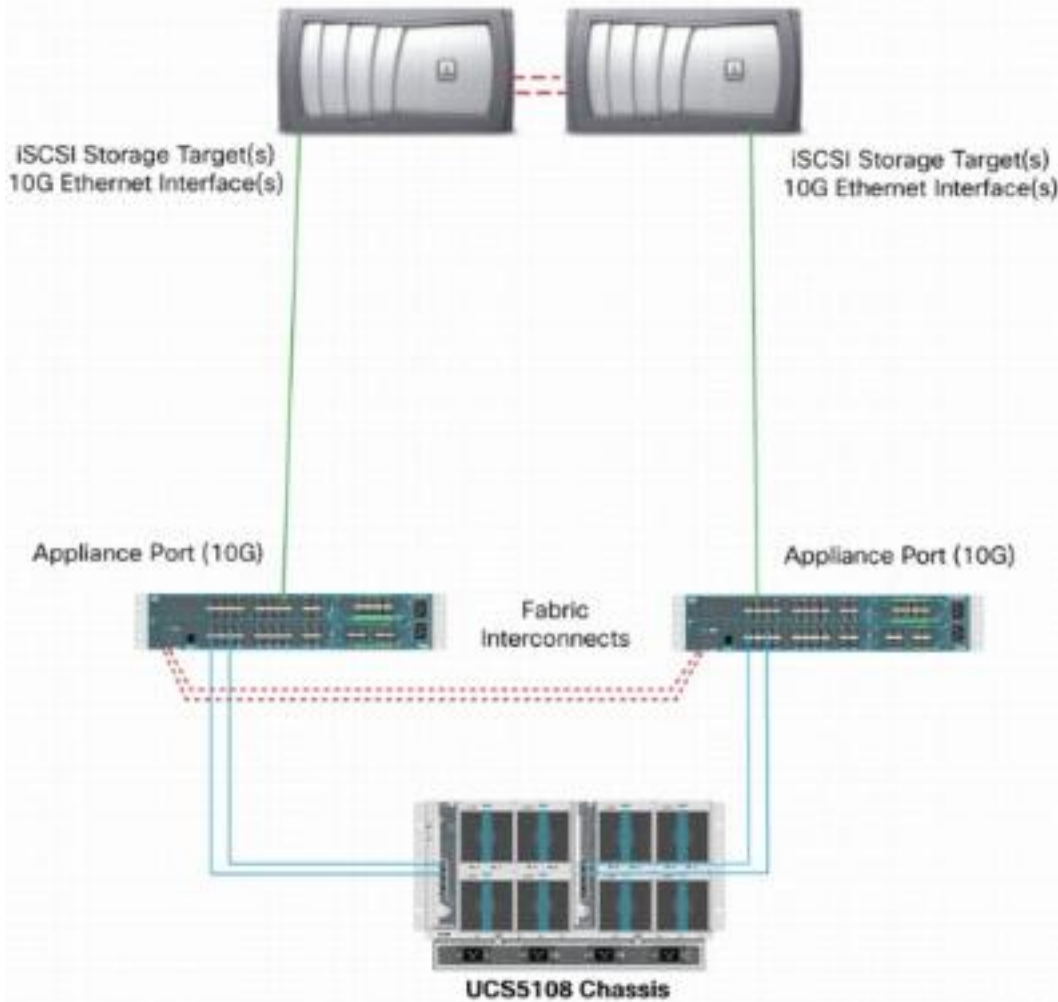 iSCSI Storage Target(s)
10G Ethernet Interface(s)
iSCSI Storage Target(s)
10G Ethernet Interface(s)
Appliance Port (10G)
Appliance Port (10G)
Fabric
Interconnects
UCS5108 Chassis